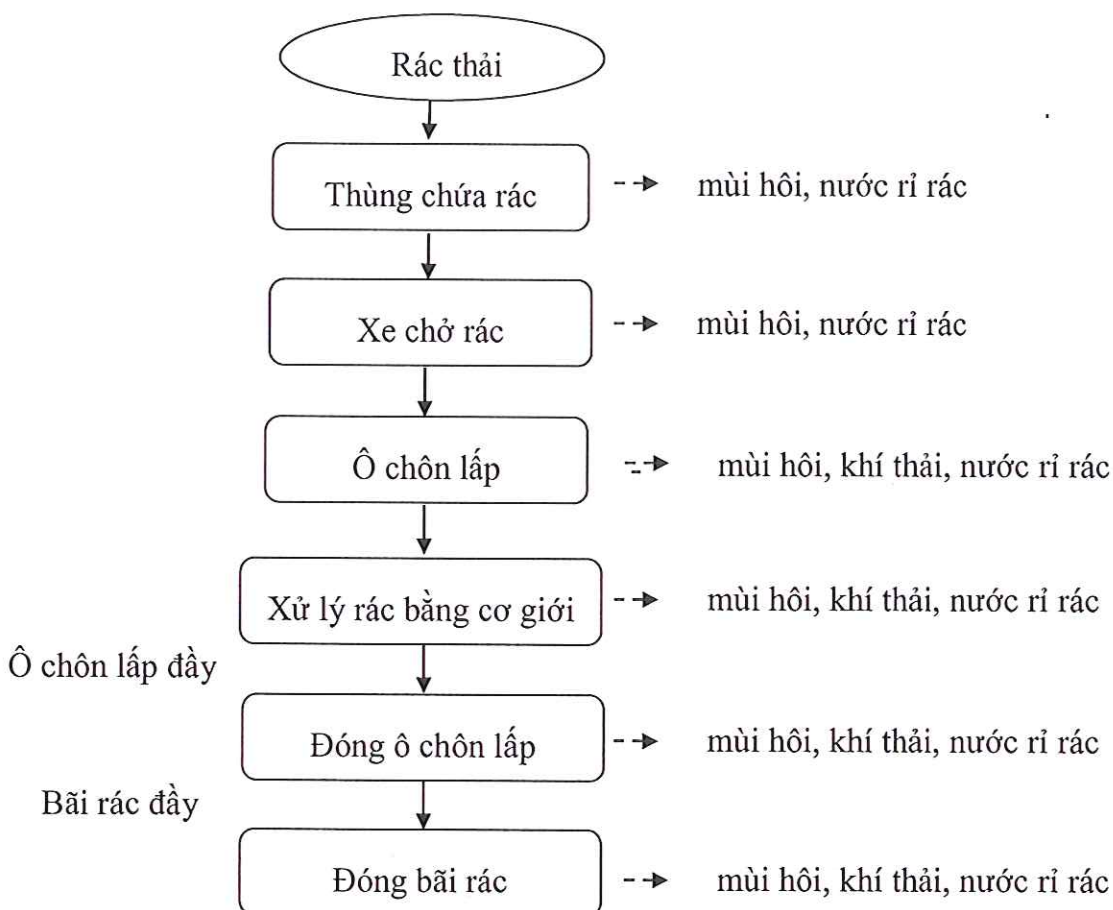 Rác thải
Thùng chứa rác
mùi hôi, nước rỉ rác
Xe chở rác
mùi hôi, nước rỉ rác
Ô chôn lấp
mùi hôi, khí thải, nước rỉ rác
Xử lý rác bằng cơ giới
mùi hôi, khí thải, nước rỉ rác
Ô chôn lấp đầy
Đóng ô chôn lấp
mùi hôi, khí thải, nước rỉ rác
Bãi rác đầy
Đóng bãi rác
mùi hôi, khí thải, nước rỉ rác